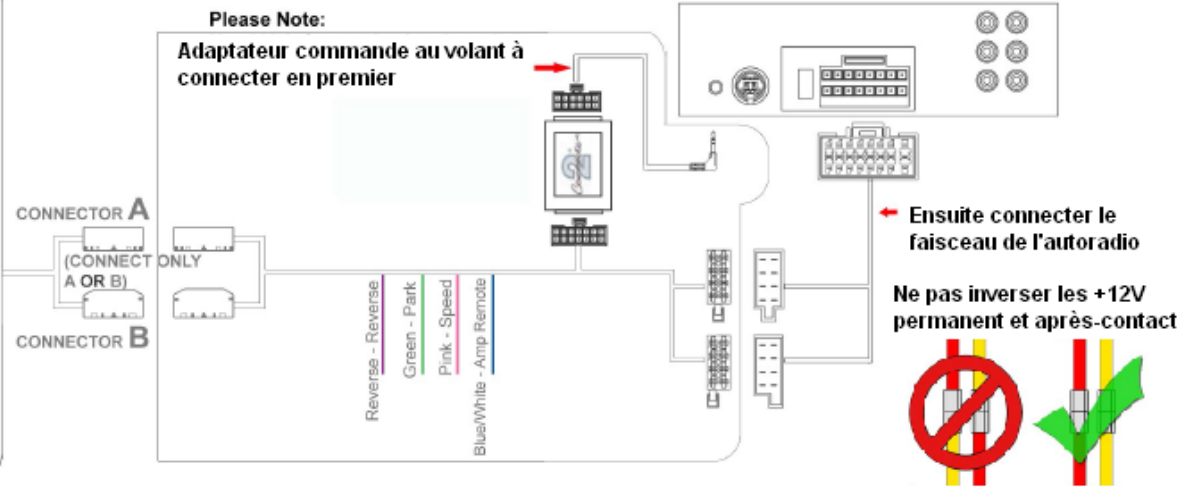 Please Note:
Adaptateur commande au volant à
connecter en premier
CONNECTOR A
(CONNECT ONLY
A OR B)
CONNECTOR B
Reverse - Reverse
Green - Park
Pink - Speed
Blue/White - Amp Remote
2
Ensuite connecter le
faisceau de l'autoradio
Ne pas inverser les +12V
permanent et après-contact